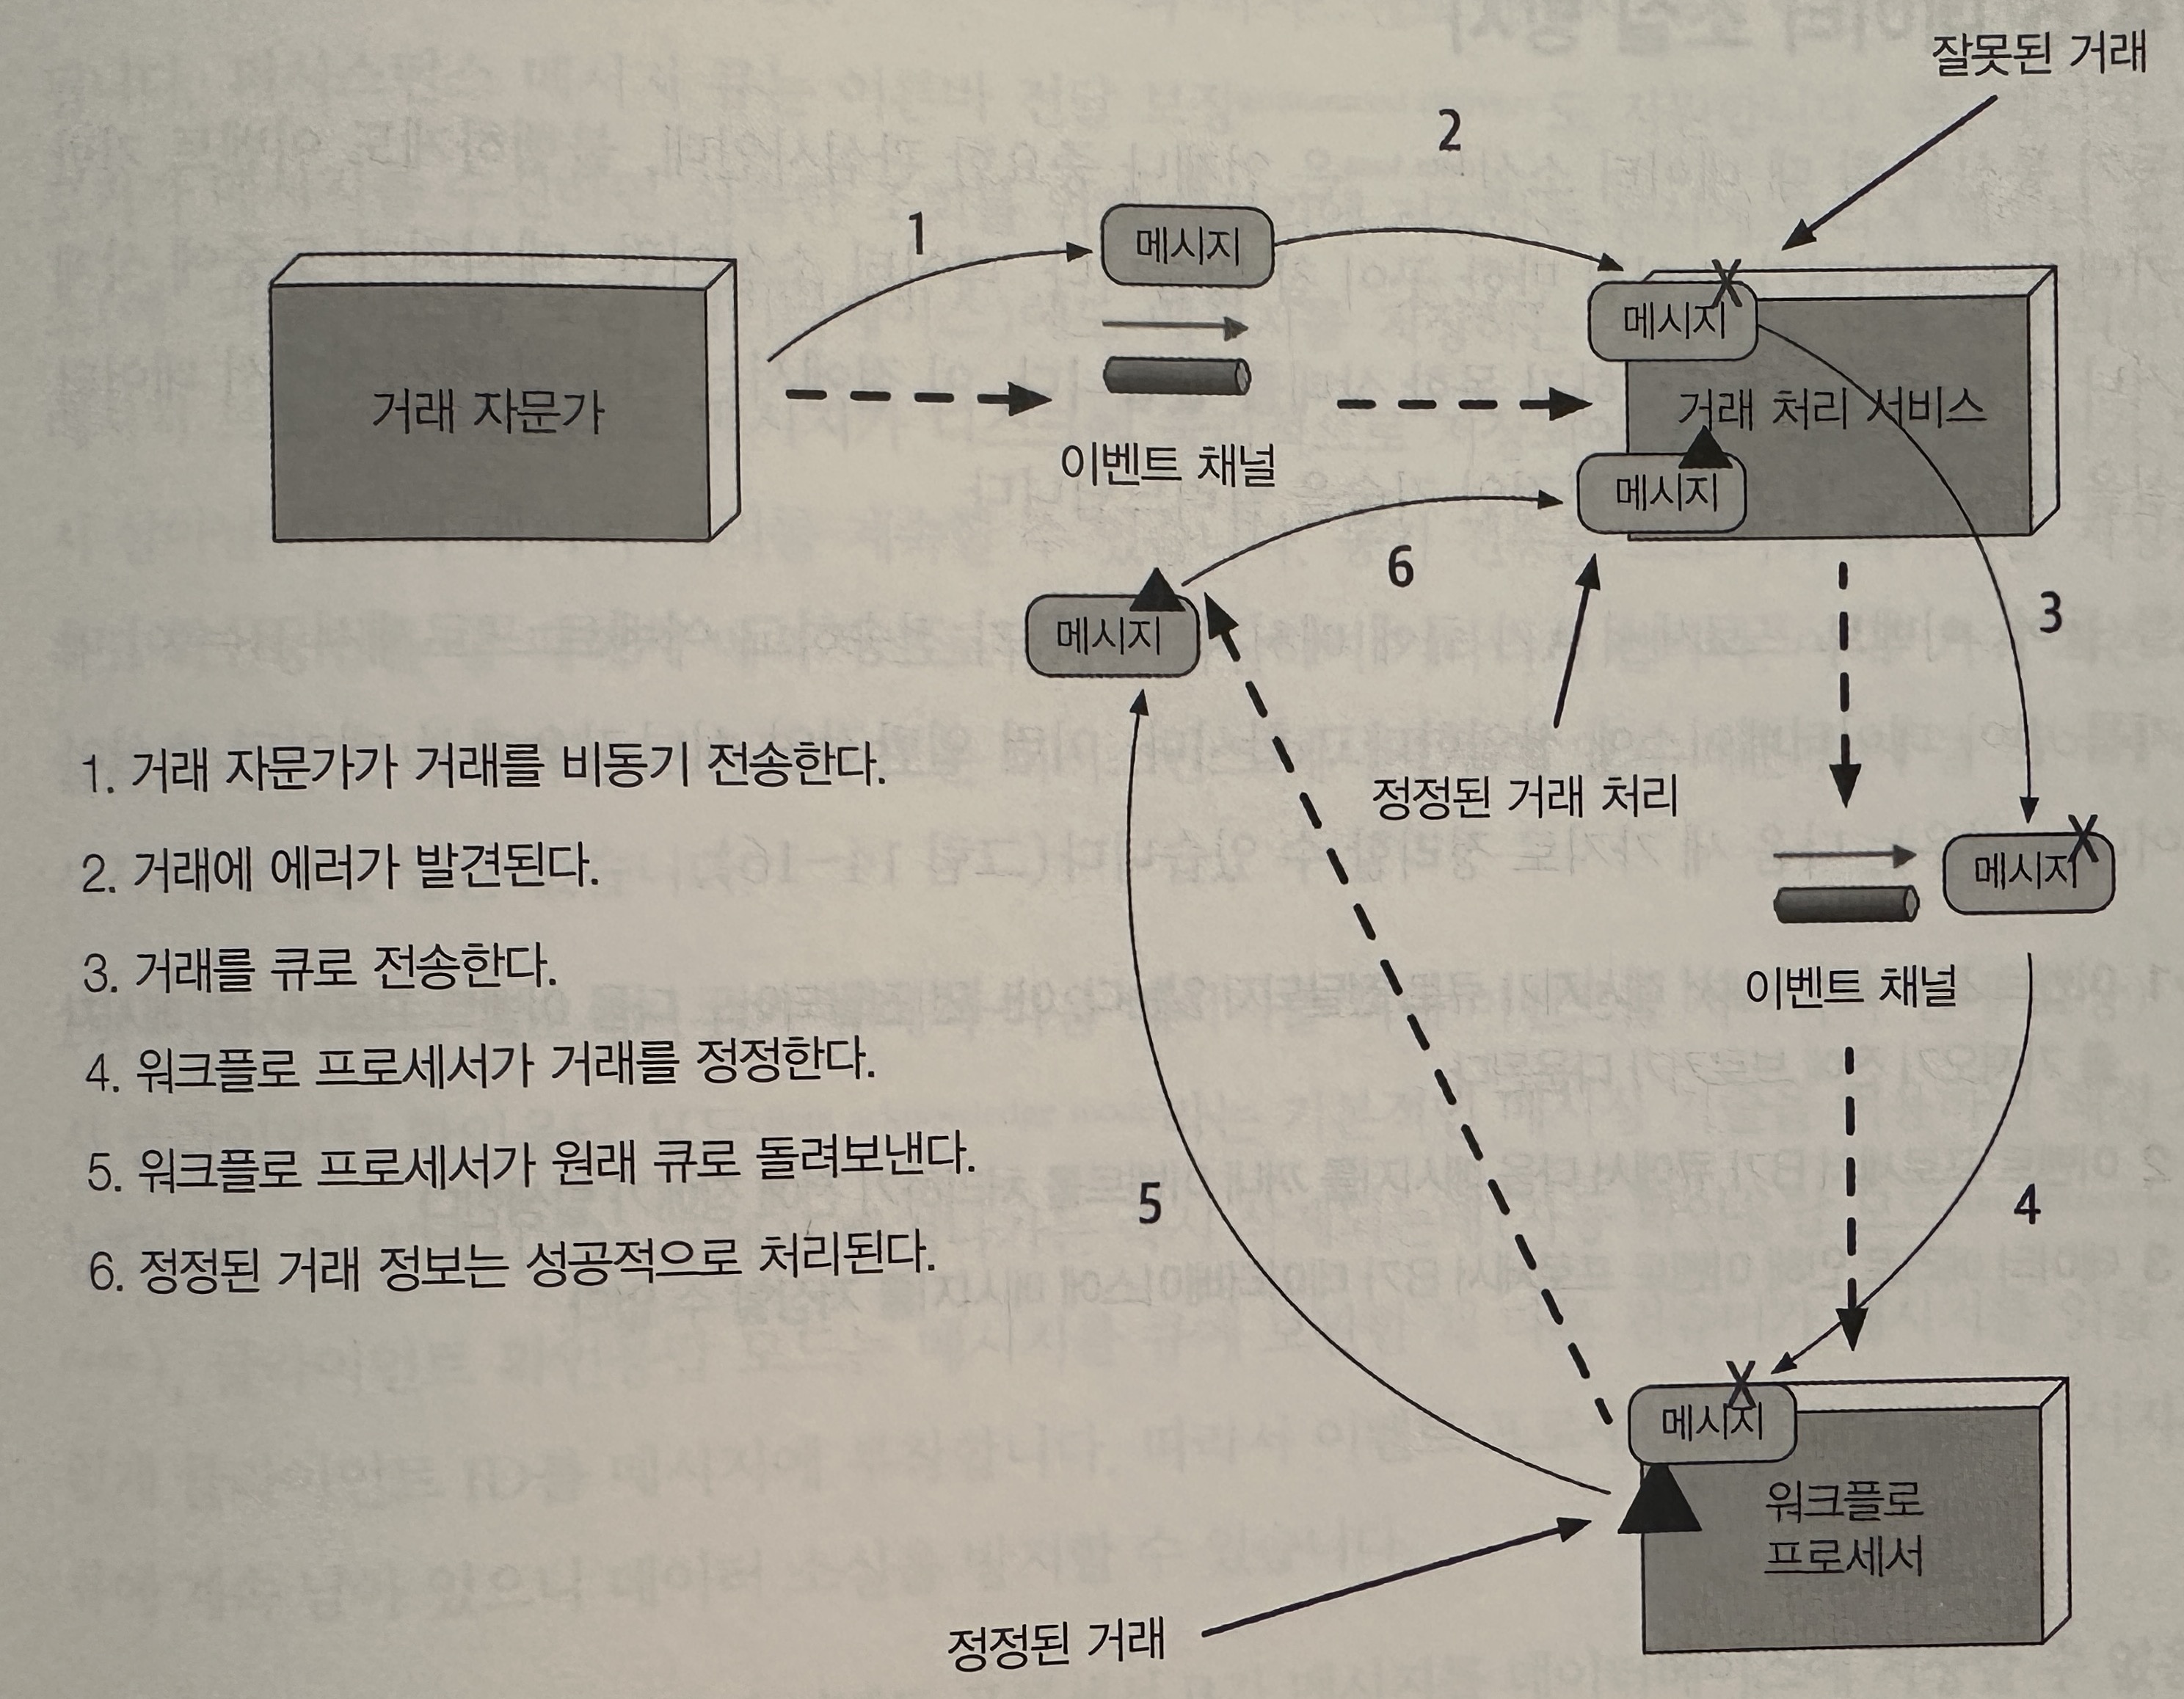 잘못된 거래
1
2
메시지
X
메시지
거래 자문가
거래 처리 서비스
이벤트 채널
메시지
6
3
메시지
1. 거래 자문가가 거래를 비동기 전송한다.
정정된 거래 처리
2. 거래에 에러가 발견된다.
X
메시지
3. 거래를 큐로 전송한다.
이벤트 채널
4. 워크플로 프로세서가 거래를 정정한다.
5. 워크플로 프로세서가 원래 큐로 돌려보낸다.
5
4
6. 정정된 거래 정보는 성공적으로 처리된다.
X
메시지
워크플로
프로세서
정정된 거래